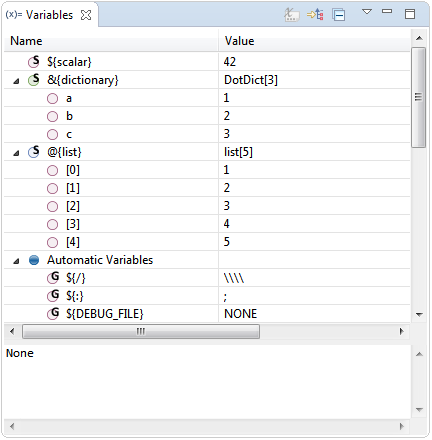 (x)= Variables
Name Value
S ${scalar} 42
S &{dictionary} DotDict[3]
a 1
b 2
c 3
S @{list} list[5]
[0] 1
[1] 2
[2] 3
[3] 4
[4] 5
Automatic Variables
G ${/} \\\\
G ${:} ;
G ${DEBUG_FILE} NONE
None